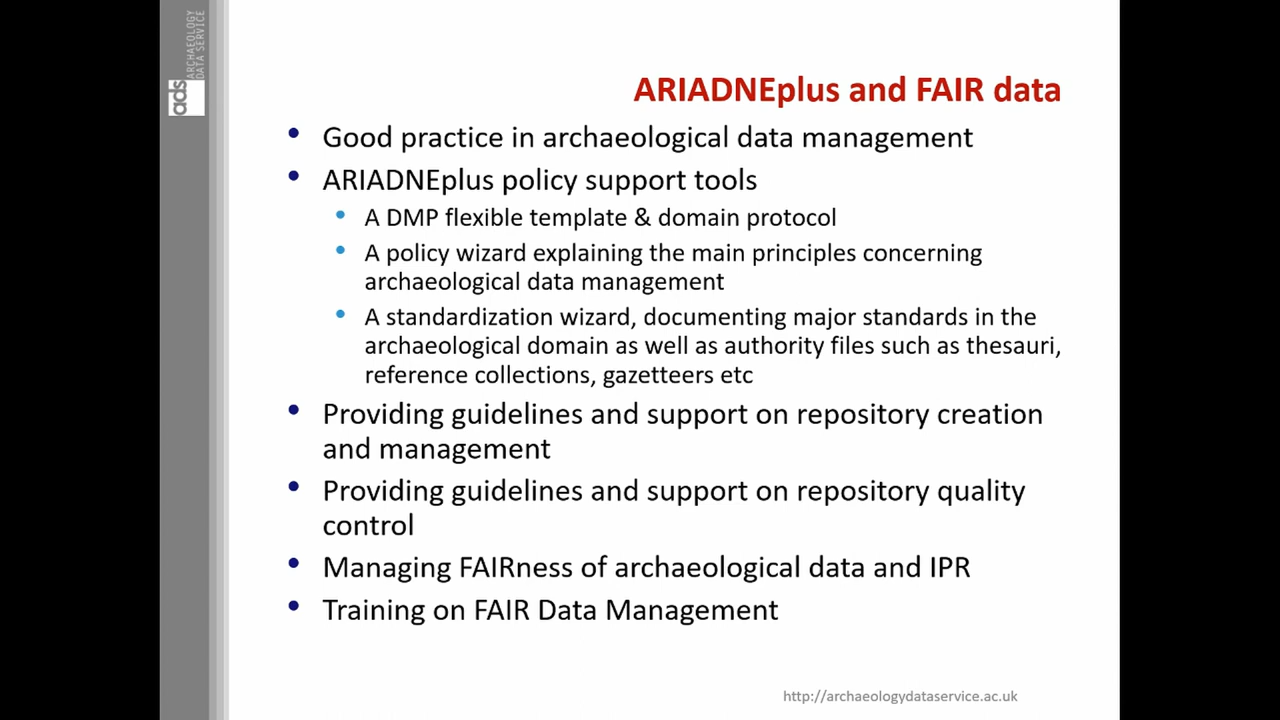 ARCHAEOLOGY
DATA SERVICE
ads
ARIADNEplus and FAIR data
• Good practice in archaeological data management
• ARIADNEplus policy support tools
• A DMP flexible template & domain protocol
• A policy wizard explaining the main principles concerning
archaeological data management
• A standardization wizard, documenting major standards in the
archaeological domain as well as authority files such as thesauri,
reference collections, gazetteers etc
• Providing guidelines and support on repository creation
and management
• Providing guidelines and support on repository quality
control
• Managing FAIRness of archaeological data and IPR
• Training on FAIR Data Management
http://archaeologydataservice.ac.uk